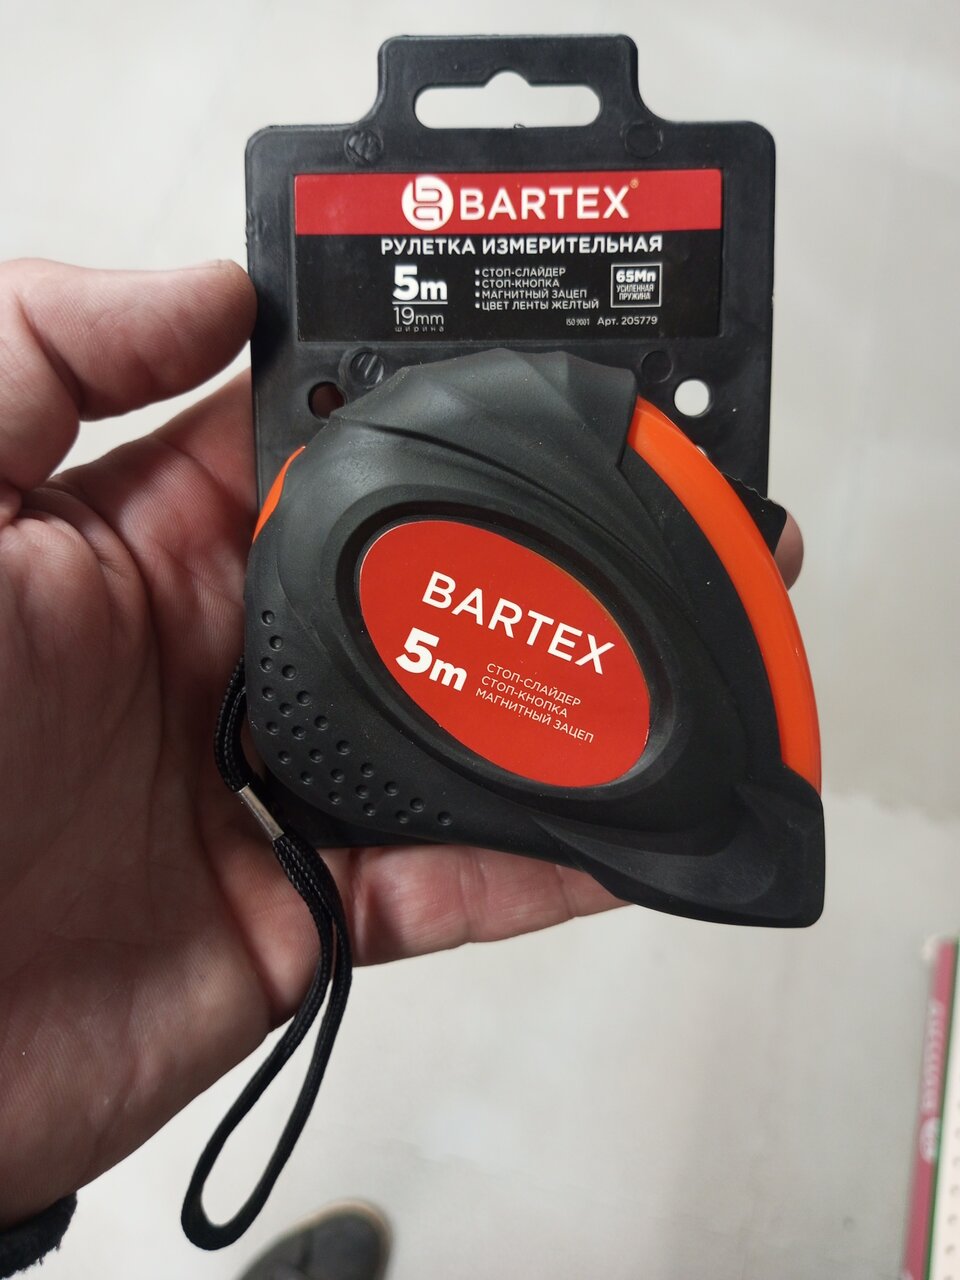 BARTEX®
РУЛЕТКА ИЗМЕРИТЕЛЬНАЯ
5m
19mm
ширина
▪ СТОП-СЛАЙДЕР
▪ СТОП-КНОПКА
▪ МАГНИТНЫЙ ЗАЦЕП
▪ ЦВЕТ ЛЕНТЫ ЖЕЛТЫЙ
65Mn
УСИЛЕННАЯ
ПРУЖИНА
ISO 9001 Арт. 205779
BARTEX
5m
СТОП-СЛАЙДЕР
СТОП-КНОПКА
МАГНИТНЫЙ ЗАЦЕП